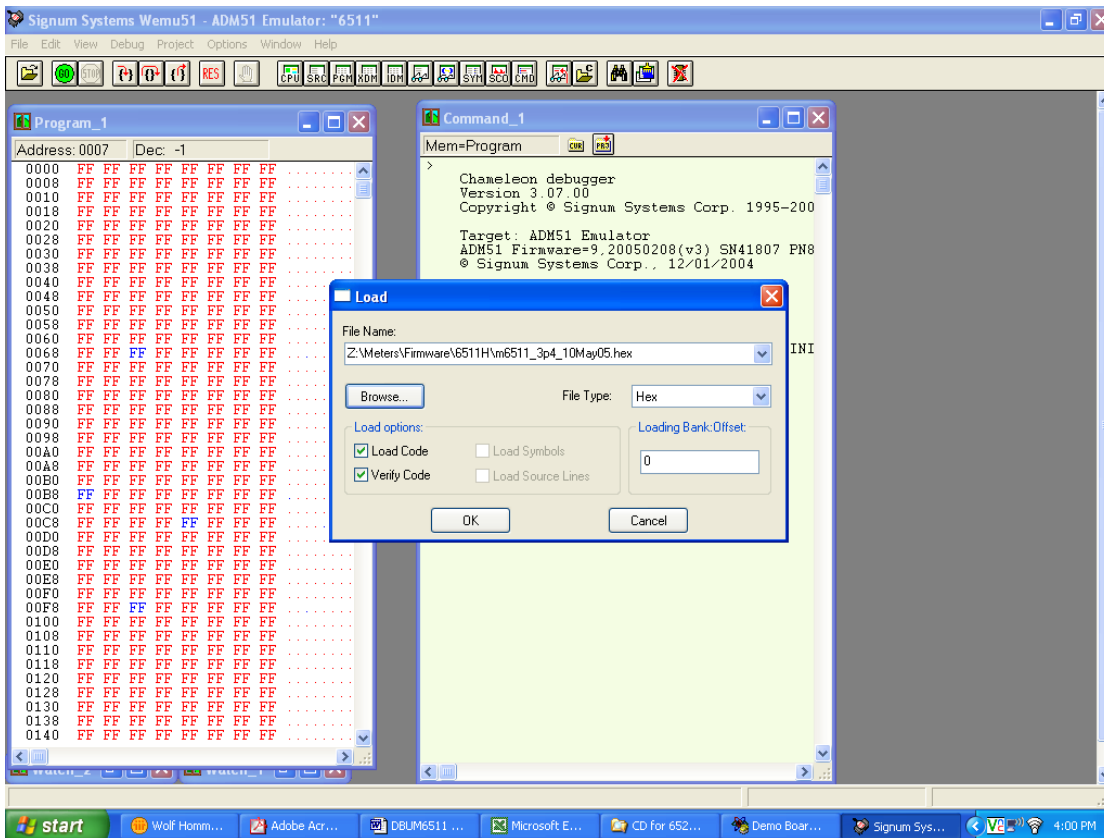 Signum Systems Wemu51 - ADM51 Emulator: "6511"
File Edit View Debug Project Options Window Help
GO STOP RES CPU SRC PGM XDM IDM SYM SCO CMD
Program_1
Address: 0007 Dec: -1
0000 FF FF FF FF FF FF FF FF ........
0008 FF FF FF FF FF FF FF FF ........
0010 FF FF FF FF FF FF FF FF ........
0018 FF FF FF FF FF FF FF FF ........
0020 FF FF FF FF FF FF FF FF ........
0028 FF FF FF FF FF FF FF FF ........
0030 FF FF FF FF FF FF FF FF ........
0038 FF FF FF FF FF FF FF FF ........
0040 FF FF FF FF FF FF FF FF ........
0048 FF FF FF FF FF FF FF FF ........
0050 FF FF FF FF FF FF FF FF ........
0058 FF FF FF FF FF FF FF FF ........
0060 FF FF FF FF FF FF FF FF ........
0068 FF FF FF FF FF FF FF FF ........
0070 FF FF FF FF FF FF FF FF ........
0078 FF FF FF FF FF FF FF FF ........
0080 FF FF FF FF FF FF FF FF ........
0088 FF FF FF FF FF FF FF FF ........
0090 FF FF FF FF FF FF FF FF ........
0098 FF FF FF FF FF FF FF FF ........
00A0 FF FF FF FF FF FF FF FF ........
00A8 FF FF FF FF FF FF FF FF ........
00B0 FF FF FF FF FF FF FF FF ........
00B8 FF FF FF FF FF FF FF FF ........
00C0 FF FF FF FF FF FF FF FF ........
00C8 FF FF FF FF FF FF FF FF ........
00D0 FF FF FF FF FF FF FF FF ........
00D8 FF FF FF FF FF FF FF FF ........
00E0 FF FF FF FF FF FF FF FF ........
00E8 FF FF FF FF FF FF FF FF ........
00F0 FF FF FF FF FF FF FF FF ........
00F8 FF FF FF FF FF FF FF FF ........
0100 FF FF FF FF FF FF FF FF ........
0108 FF FF FF FF FF FF FF FF ........
0110 FF FF FF FF FF FF FF FF ........
0118 FF FF FF FF FF FF FF FF ........
0120 FF FF FF FF FF FF FF FF ........
0128 FF FF FF FF FF FF FF FF ........
0130 FF FF FF FF FF FF FF FF ........
0138 FF FF FF FF FF FF FF FF ........
0140 FF FF FF FF FF FF FF FF ........
Watch_2 Watch_1
Command_1
Mem=Program CUR PRJ
>
Chameleon debugger
Version 3.07.00
Copyright © Signum Systems Corp. 1995-200
Target: ADM51 Emulator
ADM51 Firmware=9,20050208(v3) SN41807 PN8
© Signum Systems Corp., 12/01/2004
INI
Load
File Name:
Z:\Meters\Firmware\6511H\m6511_3p4_10May05.hex
Browse... File Type: Hex
Load options: Loading Bank:Offset:
Load Code Load Symbols 0
Verify Code Load Source Lines
OK Cancel
start Wolf Homm... Adobe Acr... DBUM6511 ... Microsoft E... CD for 652... Demo Boar... Signum Sys... 4:00 PM